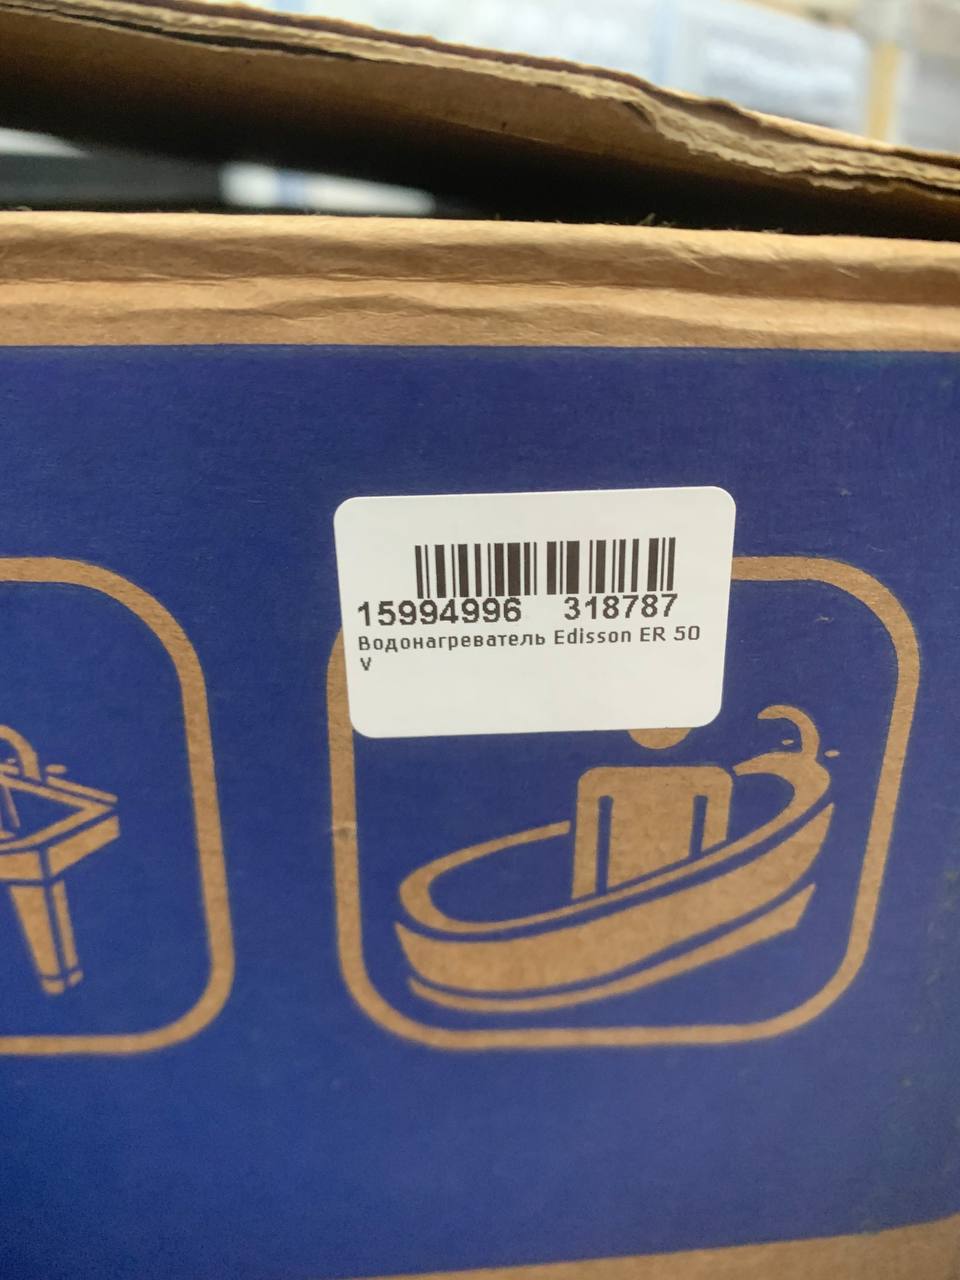 15994996 318787
Водонагреватель Edisson ER 50
V